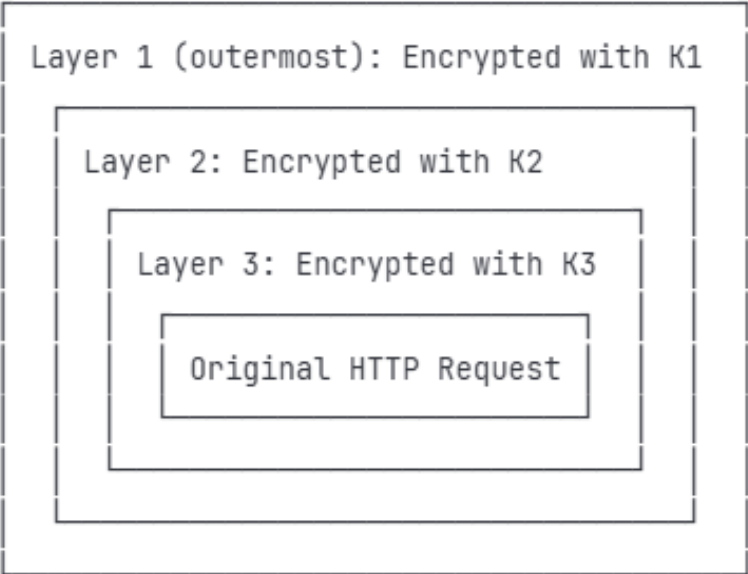 Layer 1 (outermost): Encrypted with K1
Layer 2: Encrypted with K2
Layer 3: Encrypted with K3
Original HTTP Request